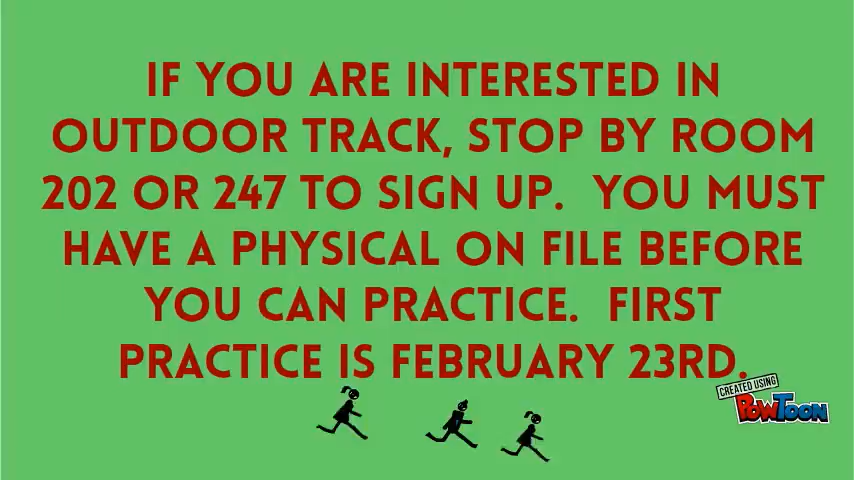 IF YOU ARE INTERESTED IN
OUTDOOR TRACK, STOP BY ROOM
202 OR 247 TO SIGN UP.  YOU MUST
HAVE A PHYSICAL ON FILE BEFORE
YOU CAN PRACTICE.  FIRST
PRACTICE IS FEBRUARY 23RD.
CREATED USING
POWTOON